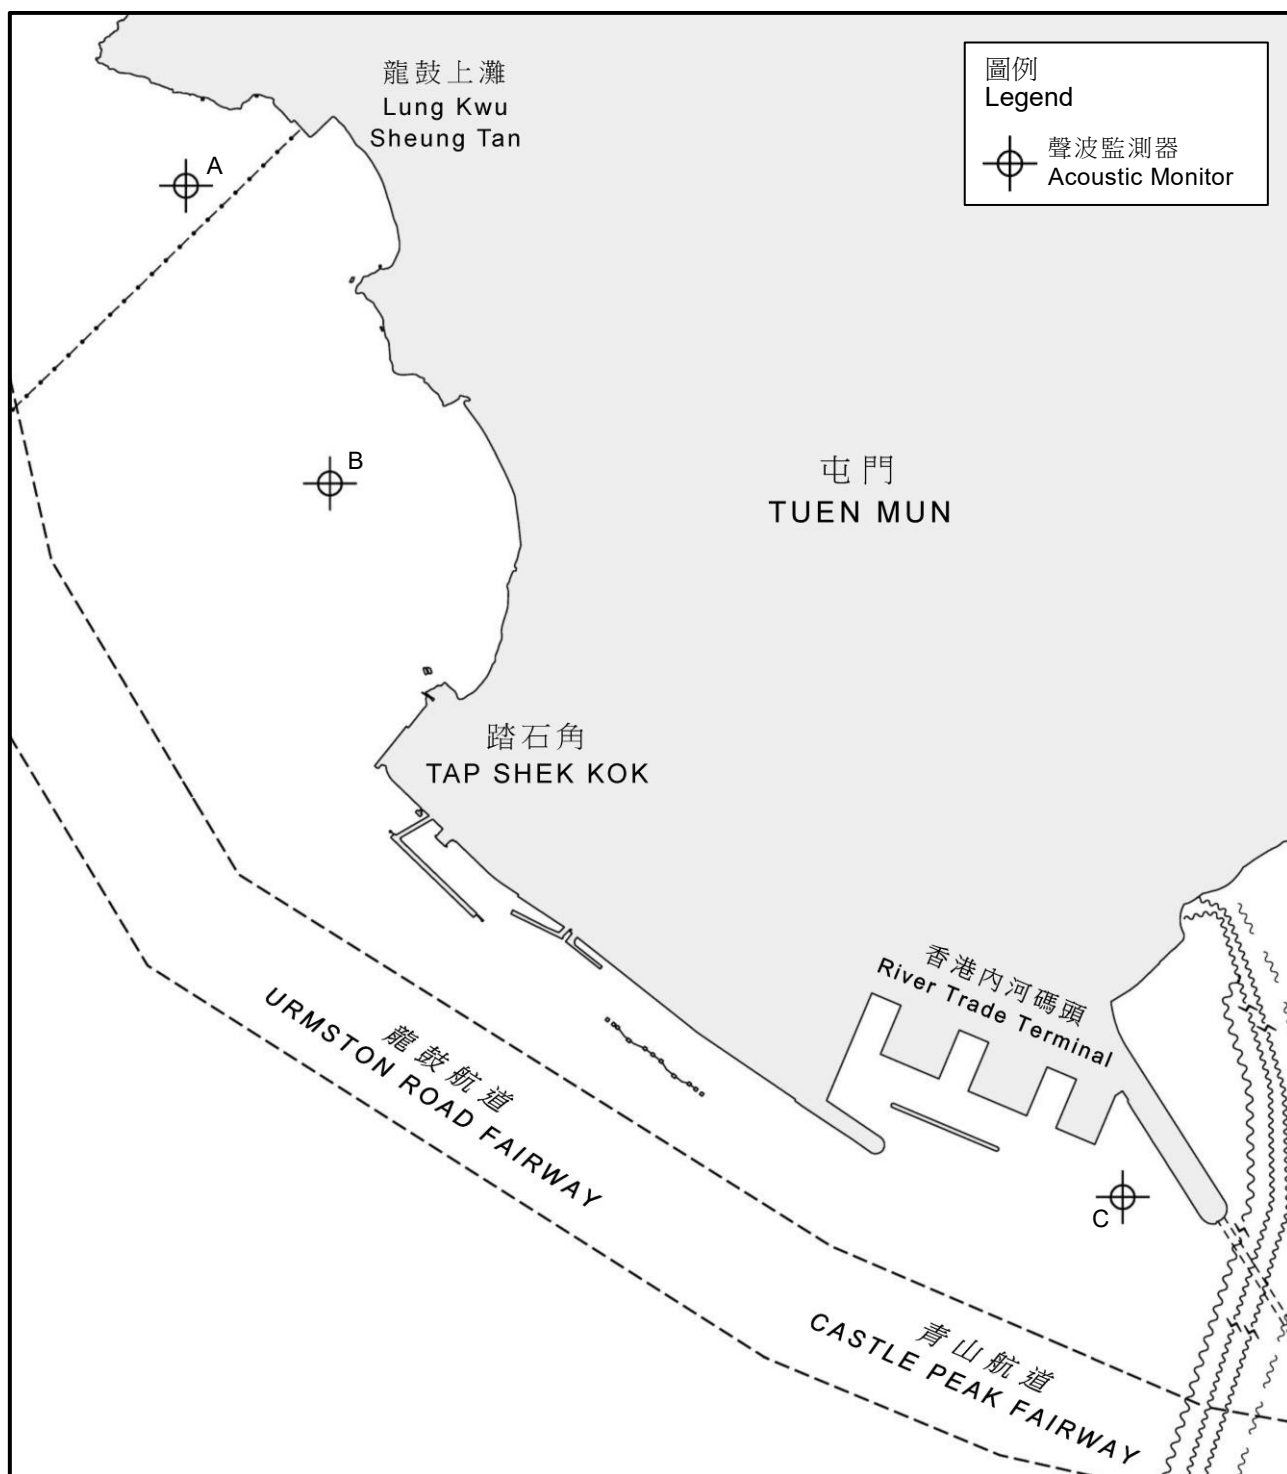 龍鼓上灘
Lung Kwu
Sheung Tan
圖例
Legend
聲波監測器
Acoustic Monitor
A
B
屯門
TUEN MUN
踏石角
TAP SHEK KOK
香港內河碼頭
River Trade Terminal
龍鼓航道
URMSTON ROAD FAIRWAY
C
青山航道
CASTLE PEAK FAIRWAY